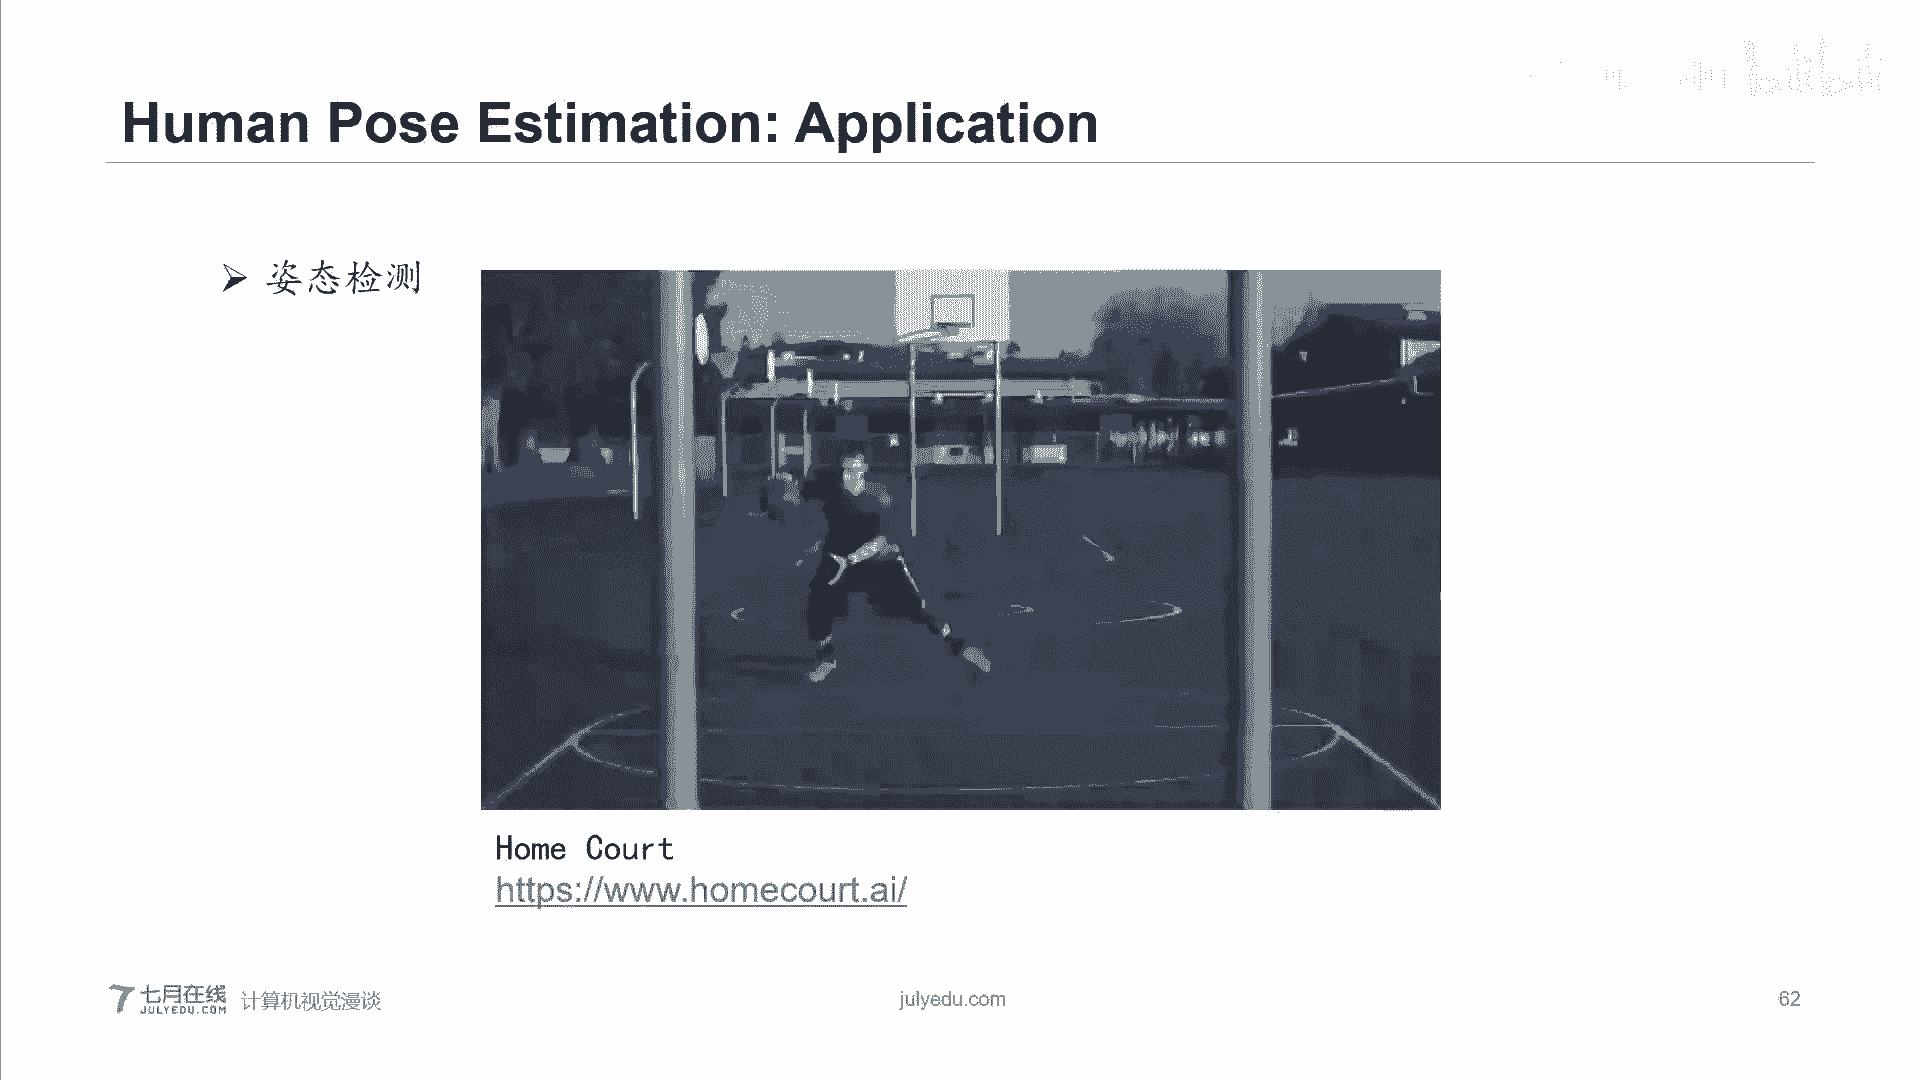 Human Pose Estimation: Application
➢ 姿态检测
Home Court
https://www.homecourt.ai/
七月在线
JULYEDU.COM
计算机视觉漫谈
julyedu.com
62